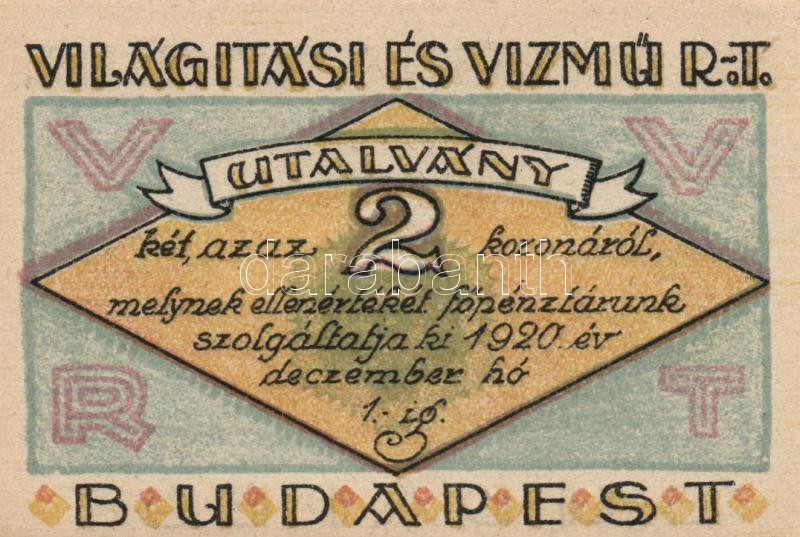 VILÁGITÁSI ÉS VIZMŰ R.-T.
V V
UTALVÁNY
két, azaz 2 koronáról,
melynek ellenértékét főpénztárunk
szolgáltatja ki 1920. év
deczember hó
1.-ig.
R T
BUDAPEST
darabanth